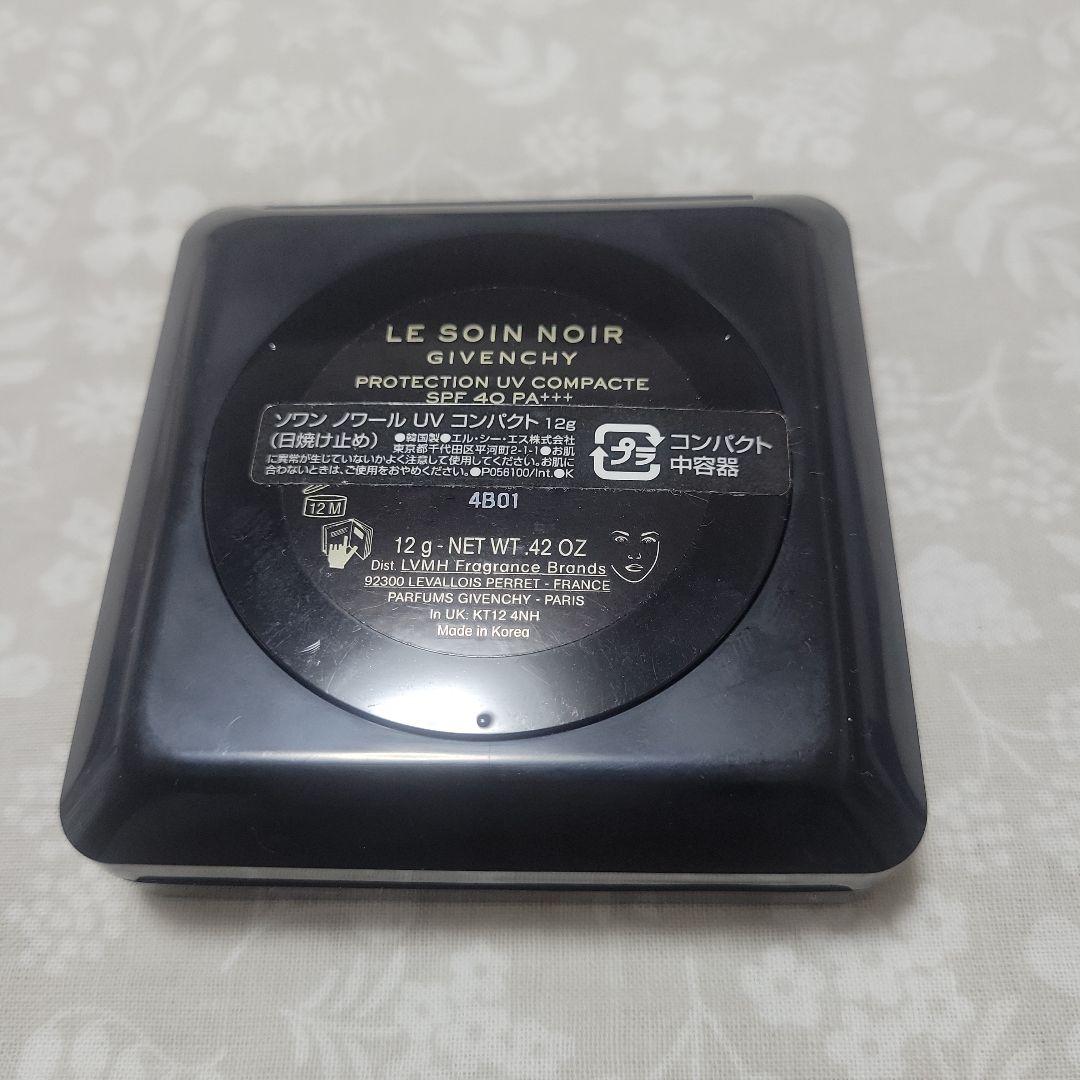 LE SOIN NOIR
GIVENCHY
PROTECTION UV COMPACTE
SPF 40 PA+++
ソワン ノワール UV コンパクト 12g
(日焼け止め) ●韓国製●エル・シー・エス株式会社
東京都千代田区平河町2-1-1●お肌
に異常が生じていないかよく注意して使用してください。お肌に
合わないときは、ご使用をおやめください。●P056100/Int.●K
プラ
コンパクト
中容器
4B01
12 M
12 g - NET WT .42 OZ
Dist. LVMH Fragrance Brands
92300 LEVALLOIS PERRET - FRANCE
PARFUMS GIVENCHY - PARIS
In UK: KT12 4NH
Made in Korea